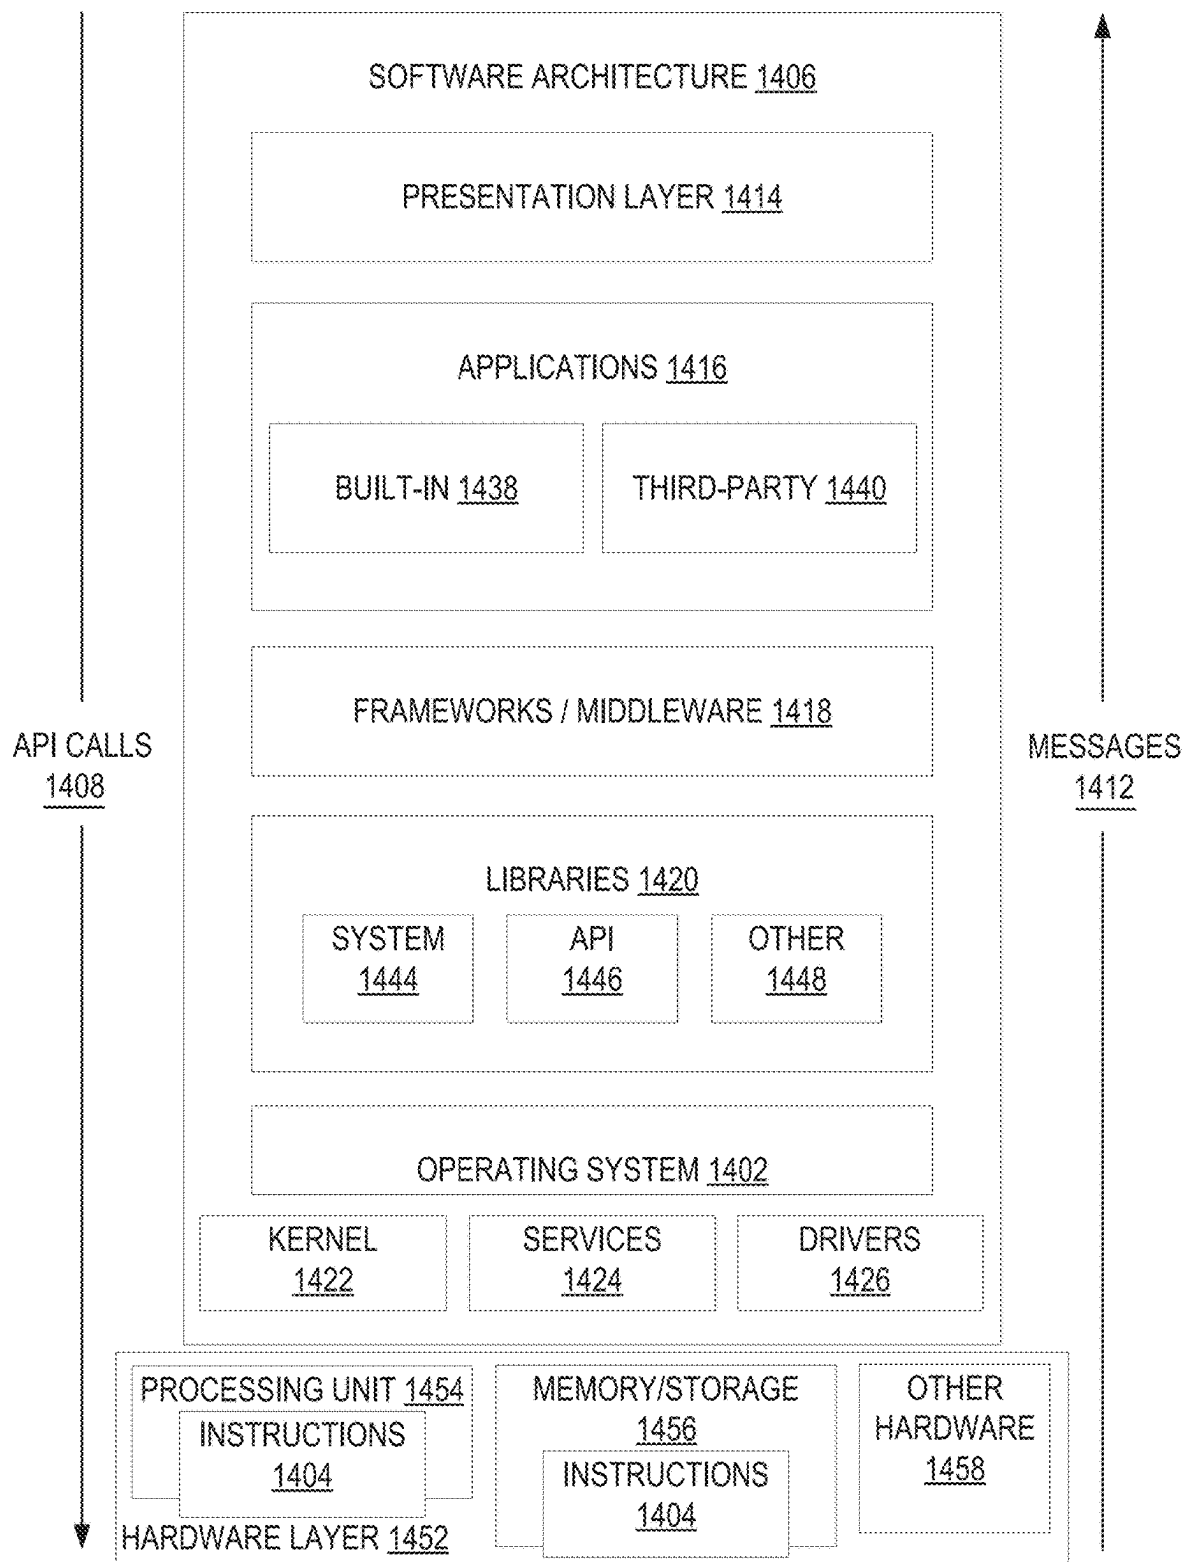 SOFTWARE ARCHITECTURE 1406
PRESENTATION LAYER 1414
APPLICATIONS 1416
BUILT-IN 1438
THIRD-PARTY 1440
FRAMEWORKS / MIDDLEWARE 1418
API CALLS
1408
MESSAGES
1412
LIBRARIES 1420
SYSTEM
1444
API
1446
OTHER
1448
OPERATING SYSTEM 1402
KERNEL
1422
SERVICES
1424
DRIVERS
1426
PROCESSING UNIT 1454
INSTRUCTIONS
1404
MEMORY/STORAGE
1456
INSTRUCTIONS
1404
OTHER
HARDWARE
1458
HARDWARE LAYER 1452